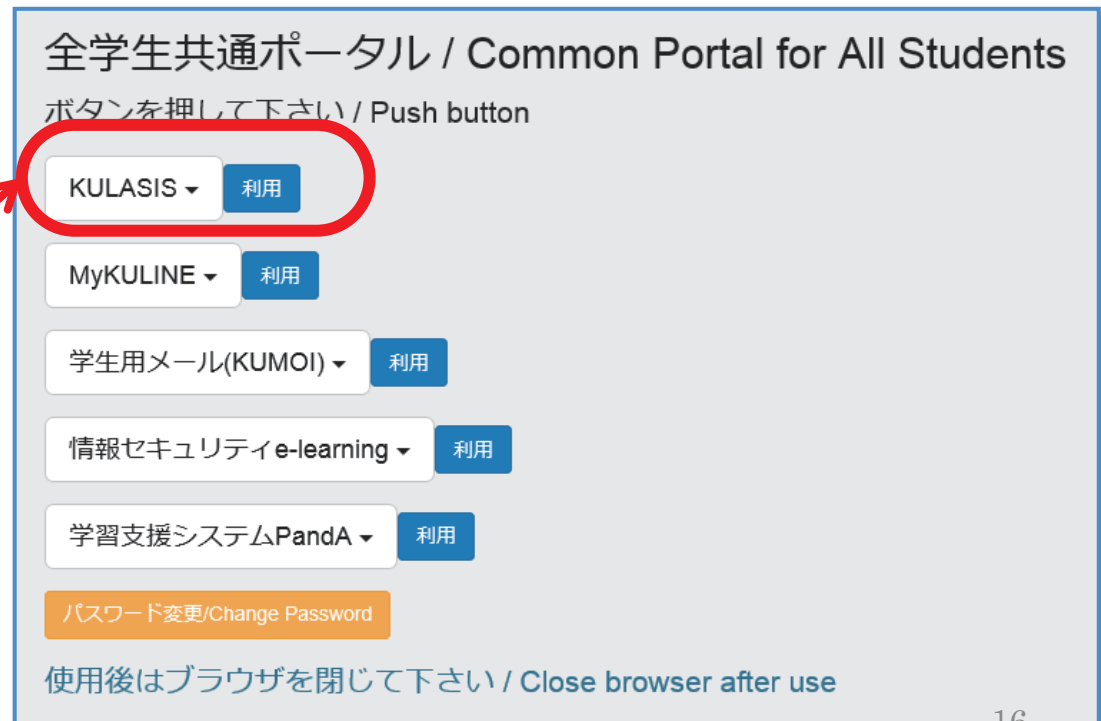 全学生共通ポータル / Common Portal for All Students
ボタンを押して下さい / Push button
KULASIS 利用
MyKULINE 利用
学生用メール(KUMOI) 利用
情報セキュリティe-learning 利用
学習支援システムPandA 利用
パスワード変更/Change Password
使用後はブラウザを閉じて下さい / Close browser after use
16